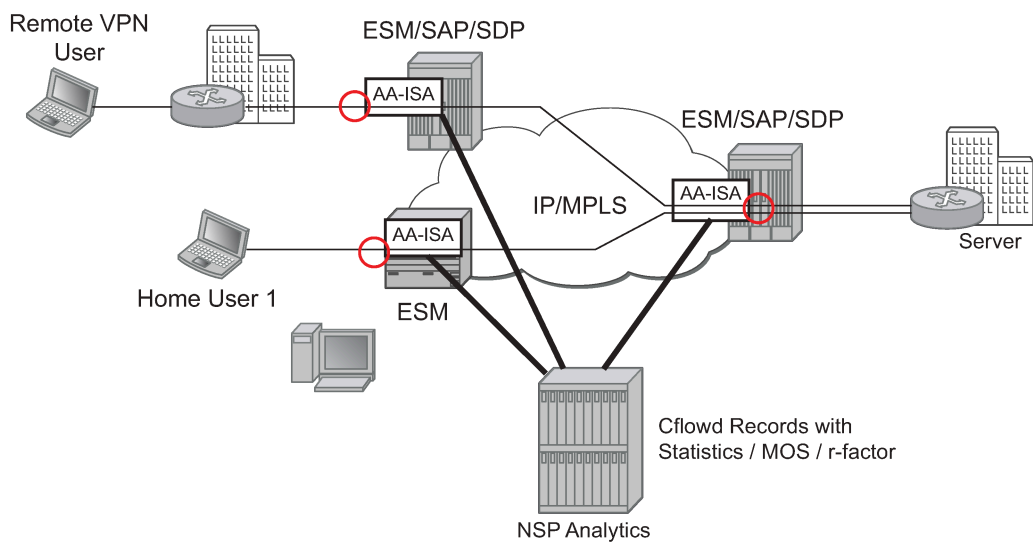 Remote VPN
User
ESM/SAP/SDP
AA-ISA
ESM/SAP/SDP
AA-ISA
IP/MPLS
AA-ISA
Server
Home User 1
ESM
Cflowd Records with
Statistics / MOS / r-factor
NSP Analytics